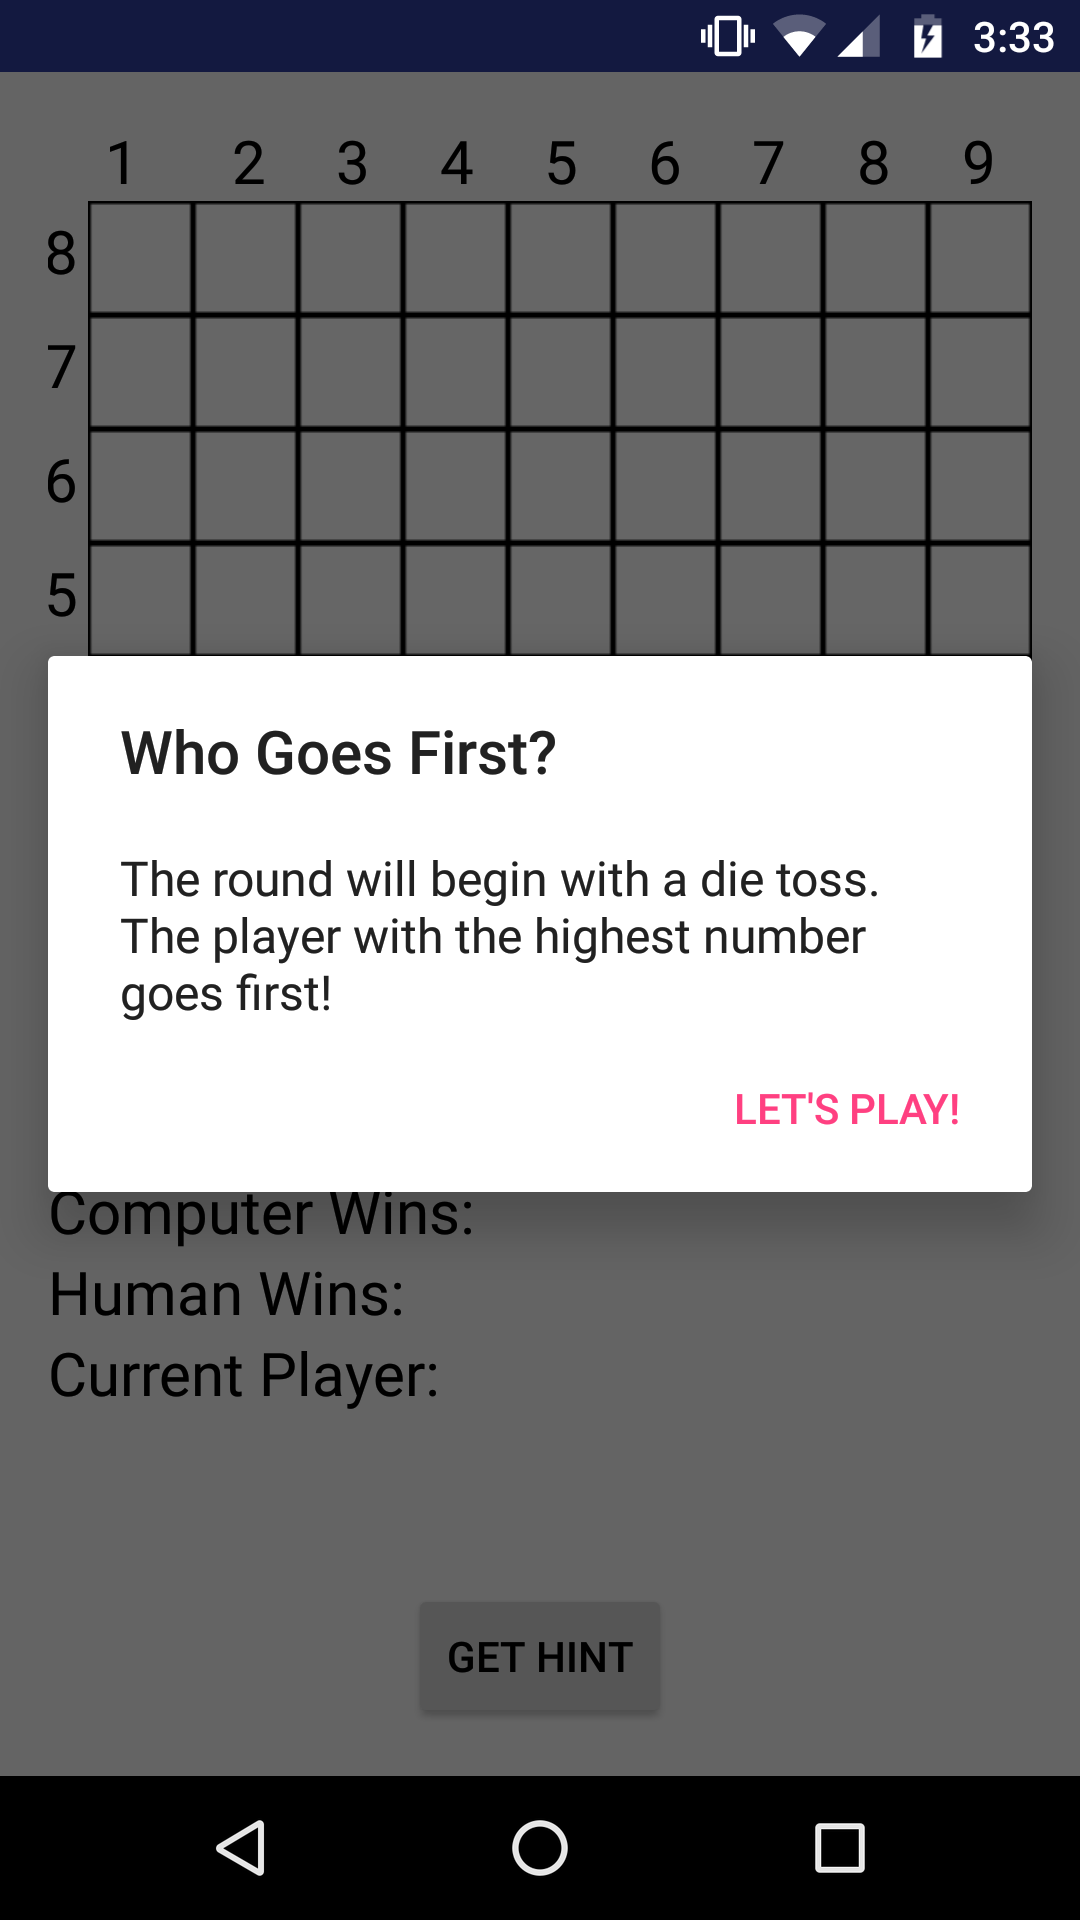 3:33
1 2 3 4 5 6 7 8 9
8
7
6
5
Who Goes First?
The round will begin with a die toss.
The player with the highest number
goes first!
LET'S PLAY!
Computer Wins:
Human Wins:
Current Player:
GET HINT